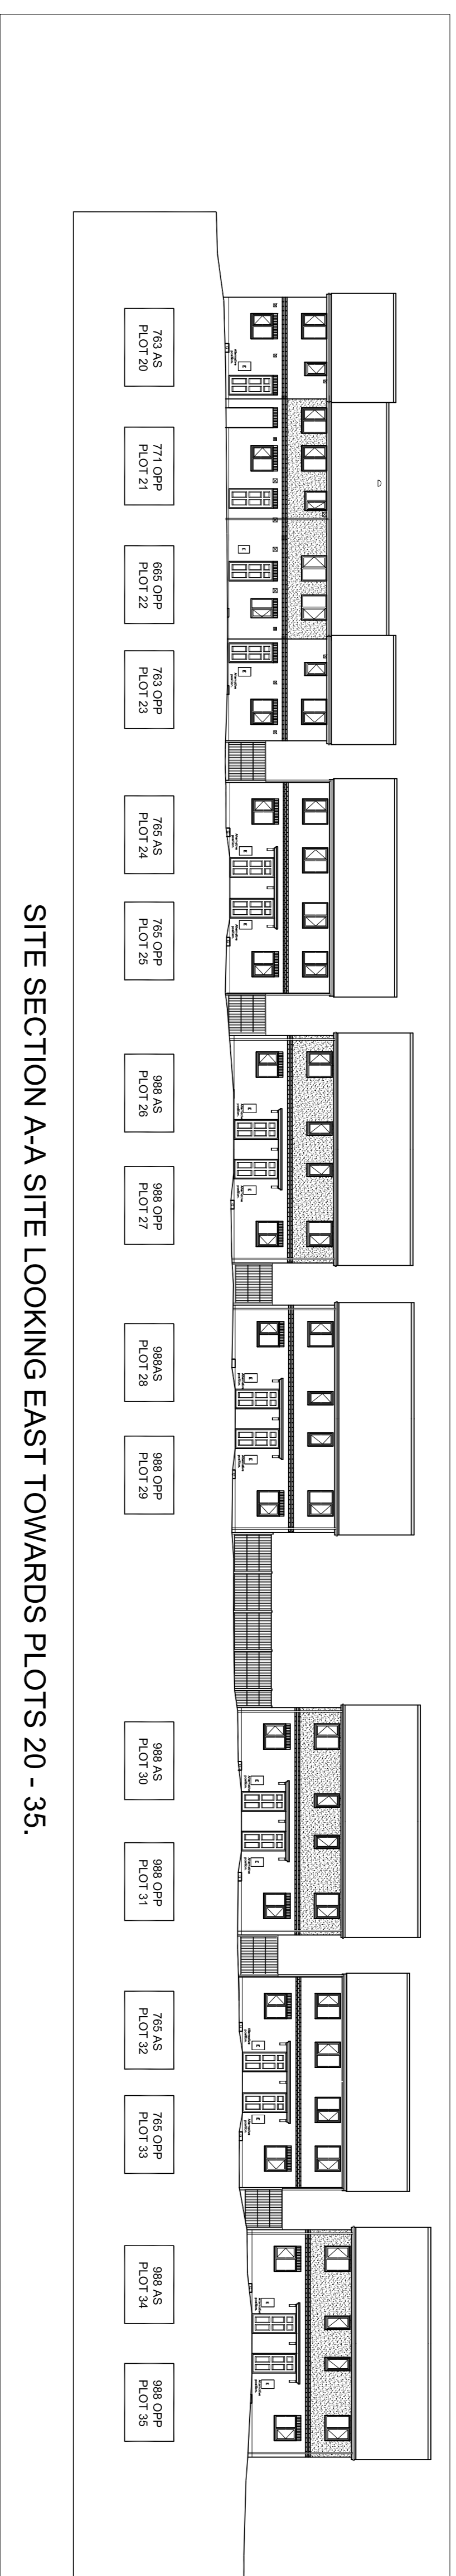 763 AS
PLOT 20
771 OPP
PLOT 21
665 OPP
PLOT 22
763 OPP
PLOT 23
765 AS
PLOT 24
765 OPP
PLOT 25
988 AS
PLOT 26
988 OPP
PLOT 27
988AS
PLOT 28
988 OPP
PLOT 29
988 AS
PLOT 30
988 OPP
PLOT 31
765 AS
PLOT 32
765 OPP
PLOT 33
988 AS
PLOT 34
988 OPP
PLOT 35
SITE SECTION A-A SITE LOOKING EAST TOWARDS PLOTS 20 - 35.